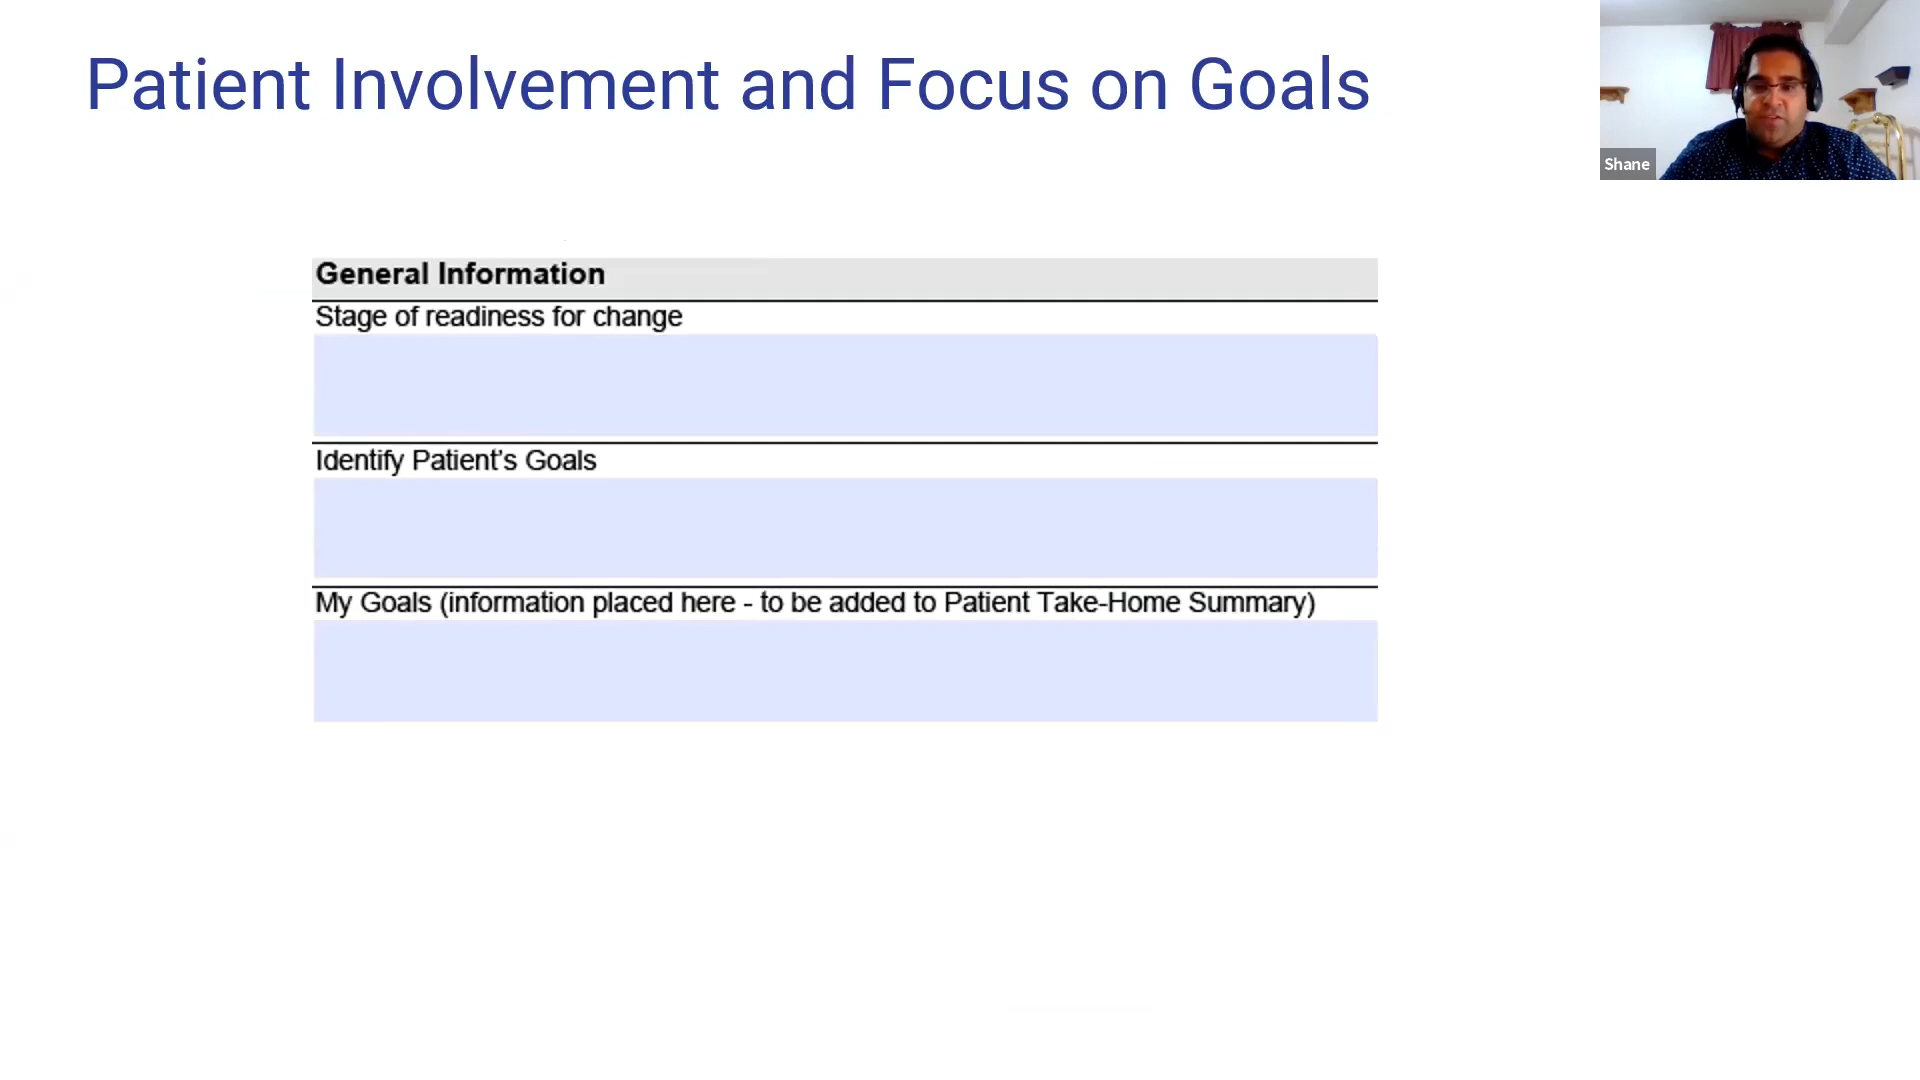 Patient Involvement and Focus on Goals
Shane
General Information
Stage of readiness for change
Identify Patient's Goals
My Goals (information placed here - to be added to Patient Take-Home Summary)